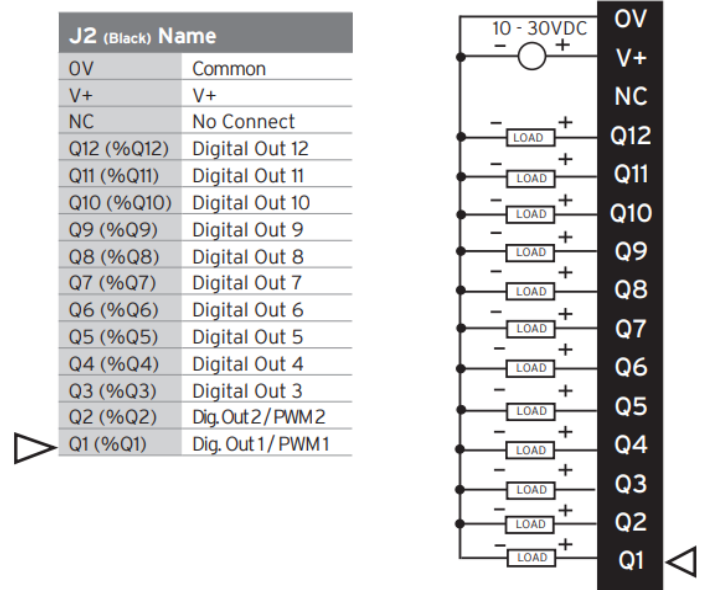 J2 (Black) Name
0V Common
V+ V+
NC No Connect
Q12 (%Q12) Digital Out 12
Q11 (%Q11) Digital Out 11
Q10 (%Q10) Digital Out 10
Q9 (%Q9) Digital Out 9
Q8 (%Q8) Digital Out 8
Q7 (%Q7) Digital Out 7
Q6 (%Q6) Digital Out 6
Q5 (%Q5) Digital Out 5
Q4 (%Q4) Digital Out 4
Q3 (%Q3) Digital Out 3
Q2 (%Q2) Dig. Out 2 / PWM 2
Q1 (%Q1) Dig. Out 1 / PWM 1
0V
10 - 30VDC
- + V+
NC
- LOAD + Q12
- LOAD + Q11
- LOAD + Q10
- LOAD + Q9
- LOAD + Q8
- LOAD + Q7
- LOAD + Q6
- LOAD + Q5
- LOAD + Q4
- LOAD + Q3
- LOAD + Q2
- LOAD + Q1